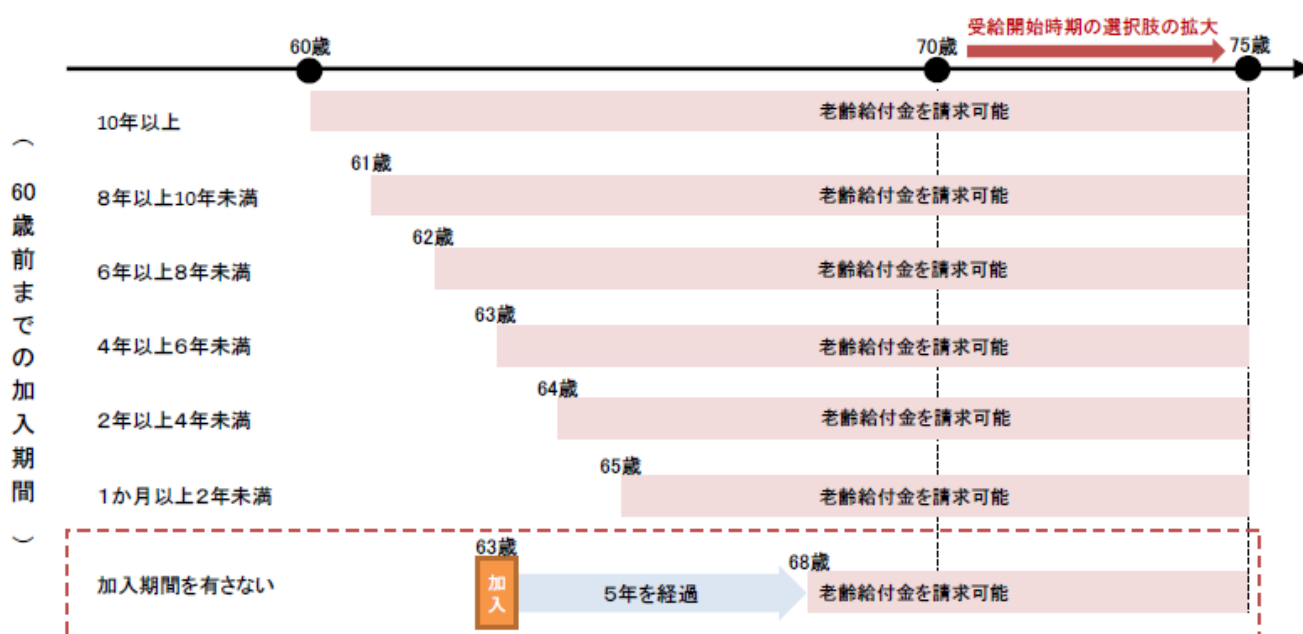 受給開始時期の選択肢の拡大
60歳
70歳
75歳
（60歳前までの加入期間）
10年以上
老齢給付金を請求可能
61歳
8年以上10年未満
老齢給付金を請求可能
62歳
6年以上8年未満
老齢給付金を請求可能
63歳
4年以上6年未満
老齢給付金を請求可能
64歳
2年以上4年未満
老齢給付金を請求可能
65歳
1か月以上2年未満
老齢給付金を請求可能
63歳
68歳
加入期間を有さない
加入
5年を経過
老齢給付金を請求可能